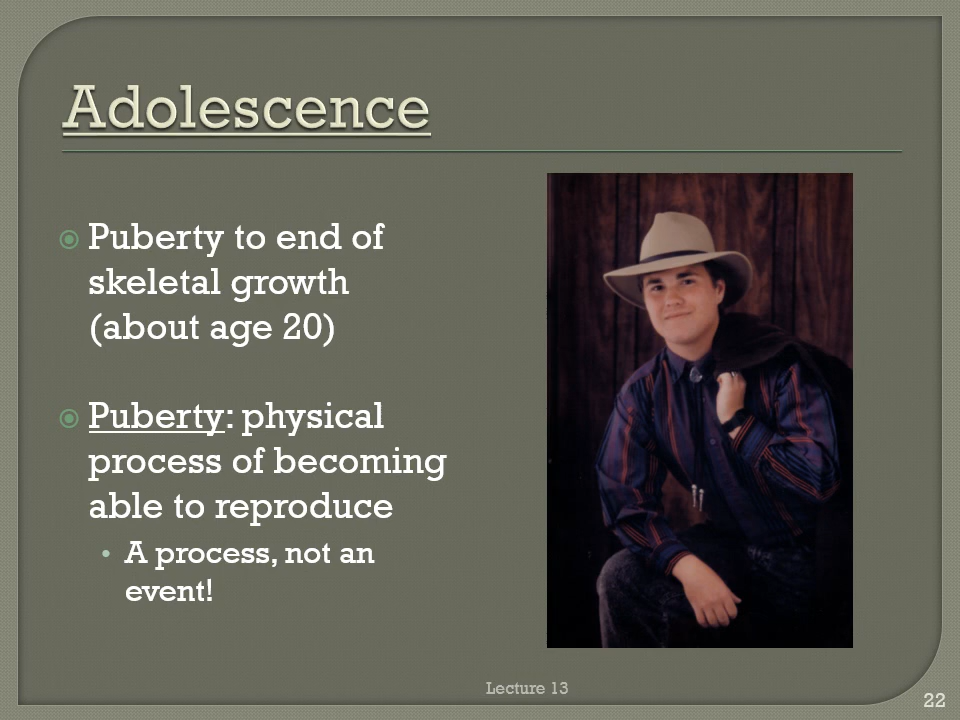 Adolescence
Puberty to end of
skeletal growth
(about age 20)
Puberty: physical
process of becoming
able to reproduce
• A process, not an
event!
Lecture 13
22